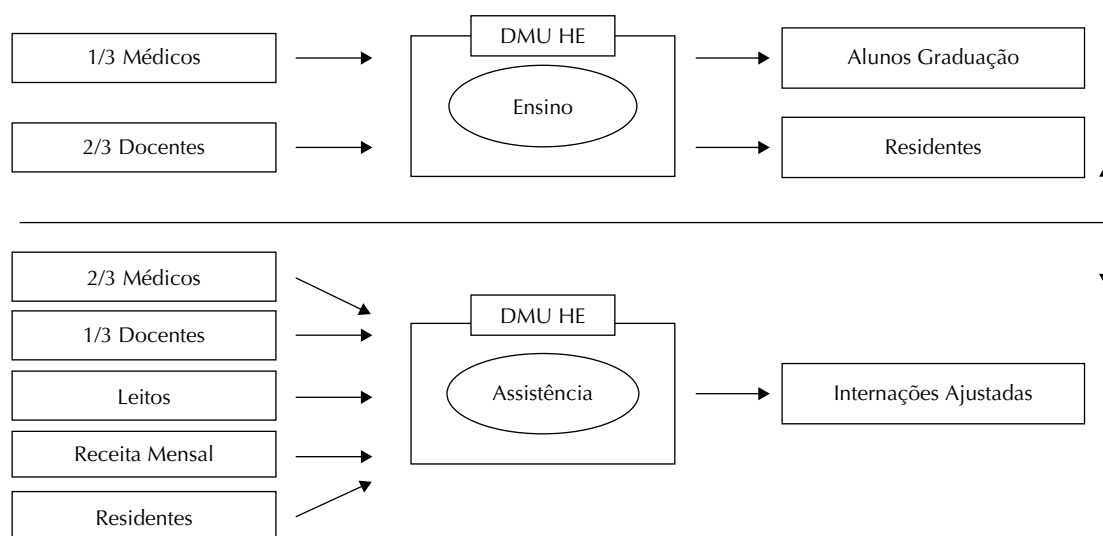 DMU HE
1/3 Médicos
Alunos Graduação
Ensino
2/3 Docentes
Residentes
2/3 Médicos
DMU HE
1/3 Docentes
Leitos
Assistência
Internações Ajustadas
Receita Mensal
Residentes